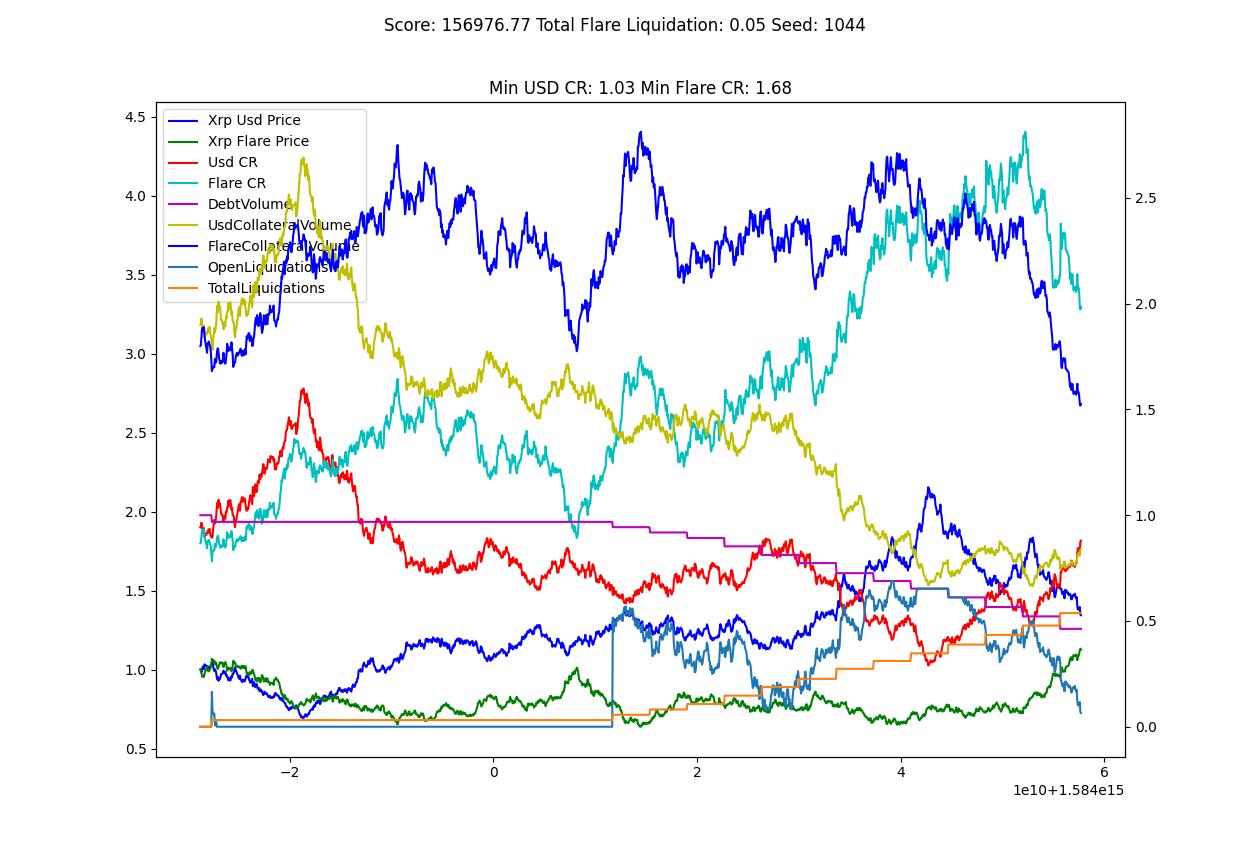 Score: 156976.77 Total Flare Liquidation: 0.05 Seed: 1044
Min USD CR: 1.03 Min Flare CR: 1.68
Xrp Usd Price
Xrp Flare Price
Usd CR
Flare CR
DebtVolume
UsdCollateralVolume
FlareCollateralVolume
OpenLiquidations
TotalLiquidations
4.5
4.0
3.5
3.0
2.5
2.0
1.5
1.0
0.5
2.5
2.0
1.5
1.0
0.5
0.0
−2
0
2
4
6
1e10+1.584e15